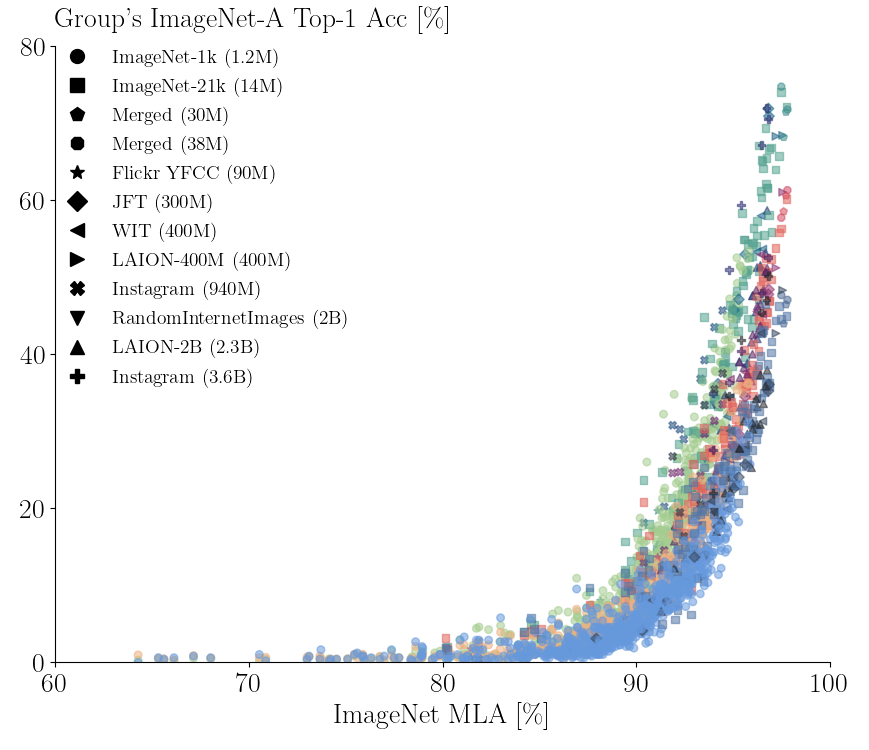 Group's ImageNet-A Top-1 Acc [%]
80
ImageNet-1k (1.2M)
ImageNet-21k (14M)
Merged (30M)
Merged (38M)
Flickr YFCC (90M)
60
JFT (300M)
WIT (400M)
LAION-400M (400M)
Instagram (940M)
RandomInternetImages (2B)
LAION-2B (2.3B)
40
Instagram (3.6B)
20
0
60 70 80 90 100
ImageNet MLA [%]